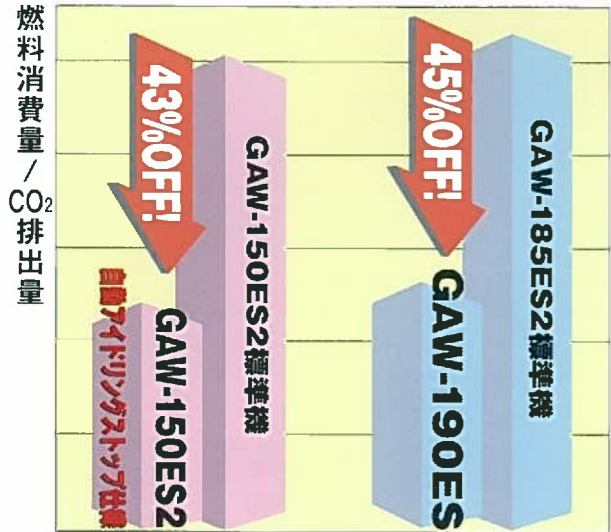 燃料消費量/CO2排出量
43%OFF!
45%OFF!
GAW-150ES2標準機
GAW-185ES2標準機
自動アイドリングストップ仕様
GAW-150ES2
GAW-190ES